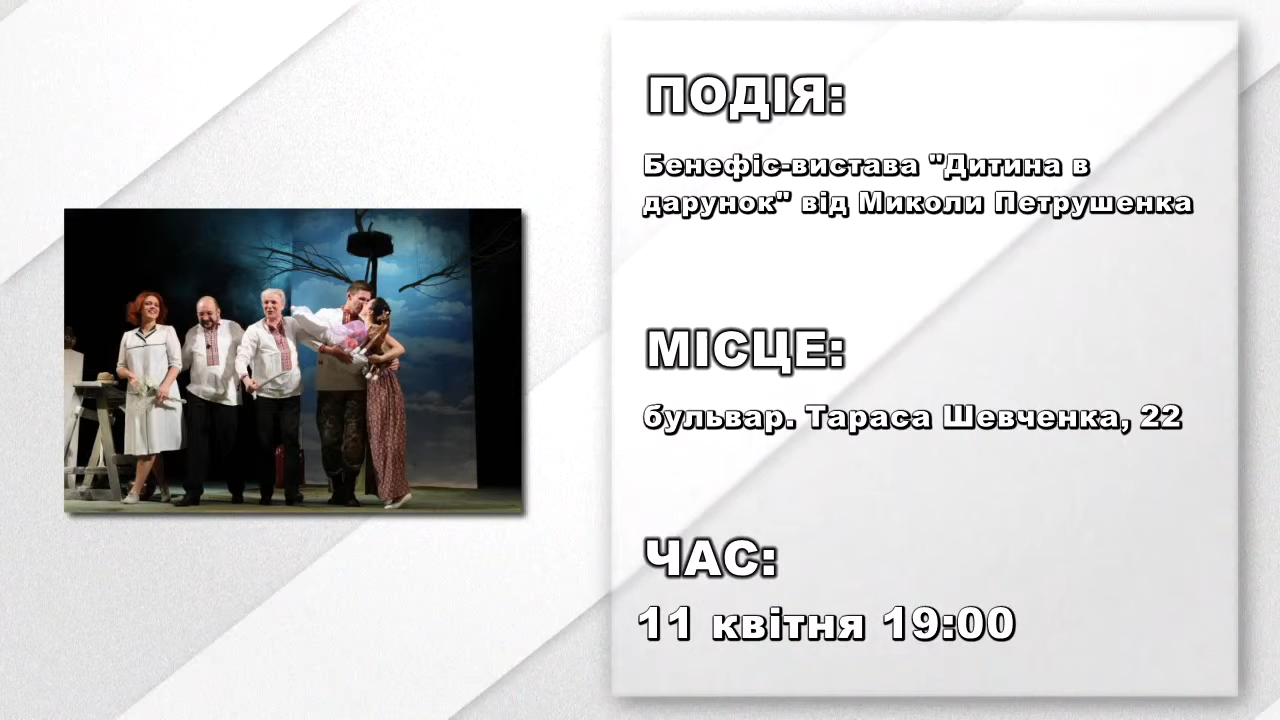 ПОДІЯ:
Бенефіс-вистава "Дитина в
дарунок" від Миколи Петрушенка
МІСЦЕ:
бульвар. Тараса Шевченка, 22
ЧАС:
11 квітня 19:00